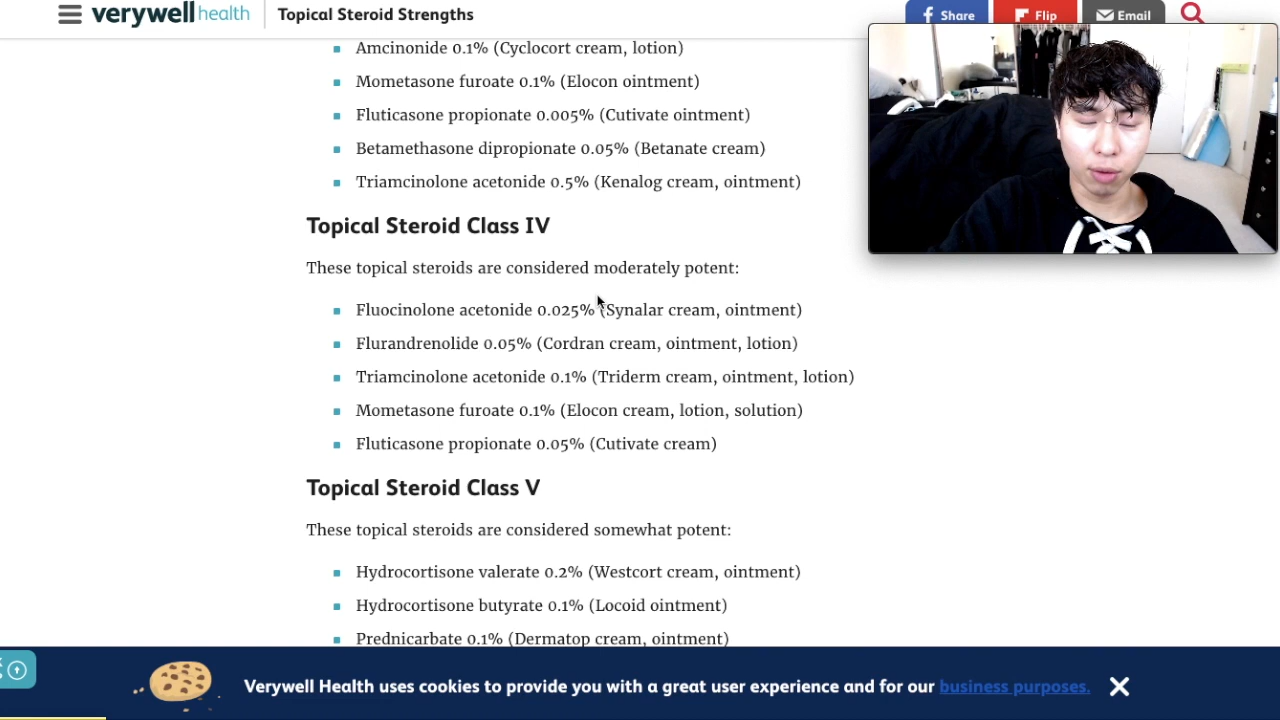 verywell health
Topical Steroid Strengths
Share
Flip
Email
Amcinonide 0.1% (Cyclocort cream, lotion)
Mometasone furoate 0.1% (Elocon ointment)
Fluticasone propionate 0.005% (Cutivate ointment)
Betamethasone dipropionate 0.05% (Betanate cream)
Triamcinolone acetonide 0.5% (Kenalog cream, ointment)
Topical Steroid Class IV
These topical steroids are considered moderately potent:
Fluocinolone acetonide 0.025% (Synalar cream, ointment)
Flurandrenolide 0.05% (Cordran cream, ointment, lotion)
Triamcinolone acetonide 0.1% (Triderm cream, ointment, lotion)
Mometasone furoate 0.1% (Elocon cream, lotion, solution)
Fluticasone propionate 0.05% (Cutivate cream)
Topical Steroid Class V
These topical steroids are considered somewhat potent:
Hydrocortisone valerate 0.2% (Westcort cream, ointment)
Hydrocortisone butyrate 0.1% (Locoid ointment)
Prednicarbate 0.1% (Dermatop cream, ointment)
Verywell Health uses cookies to provide you with a great user experience and for our business purposes.